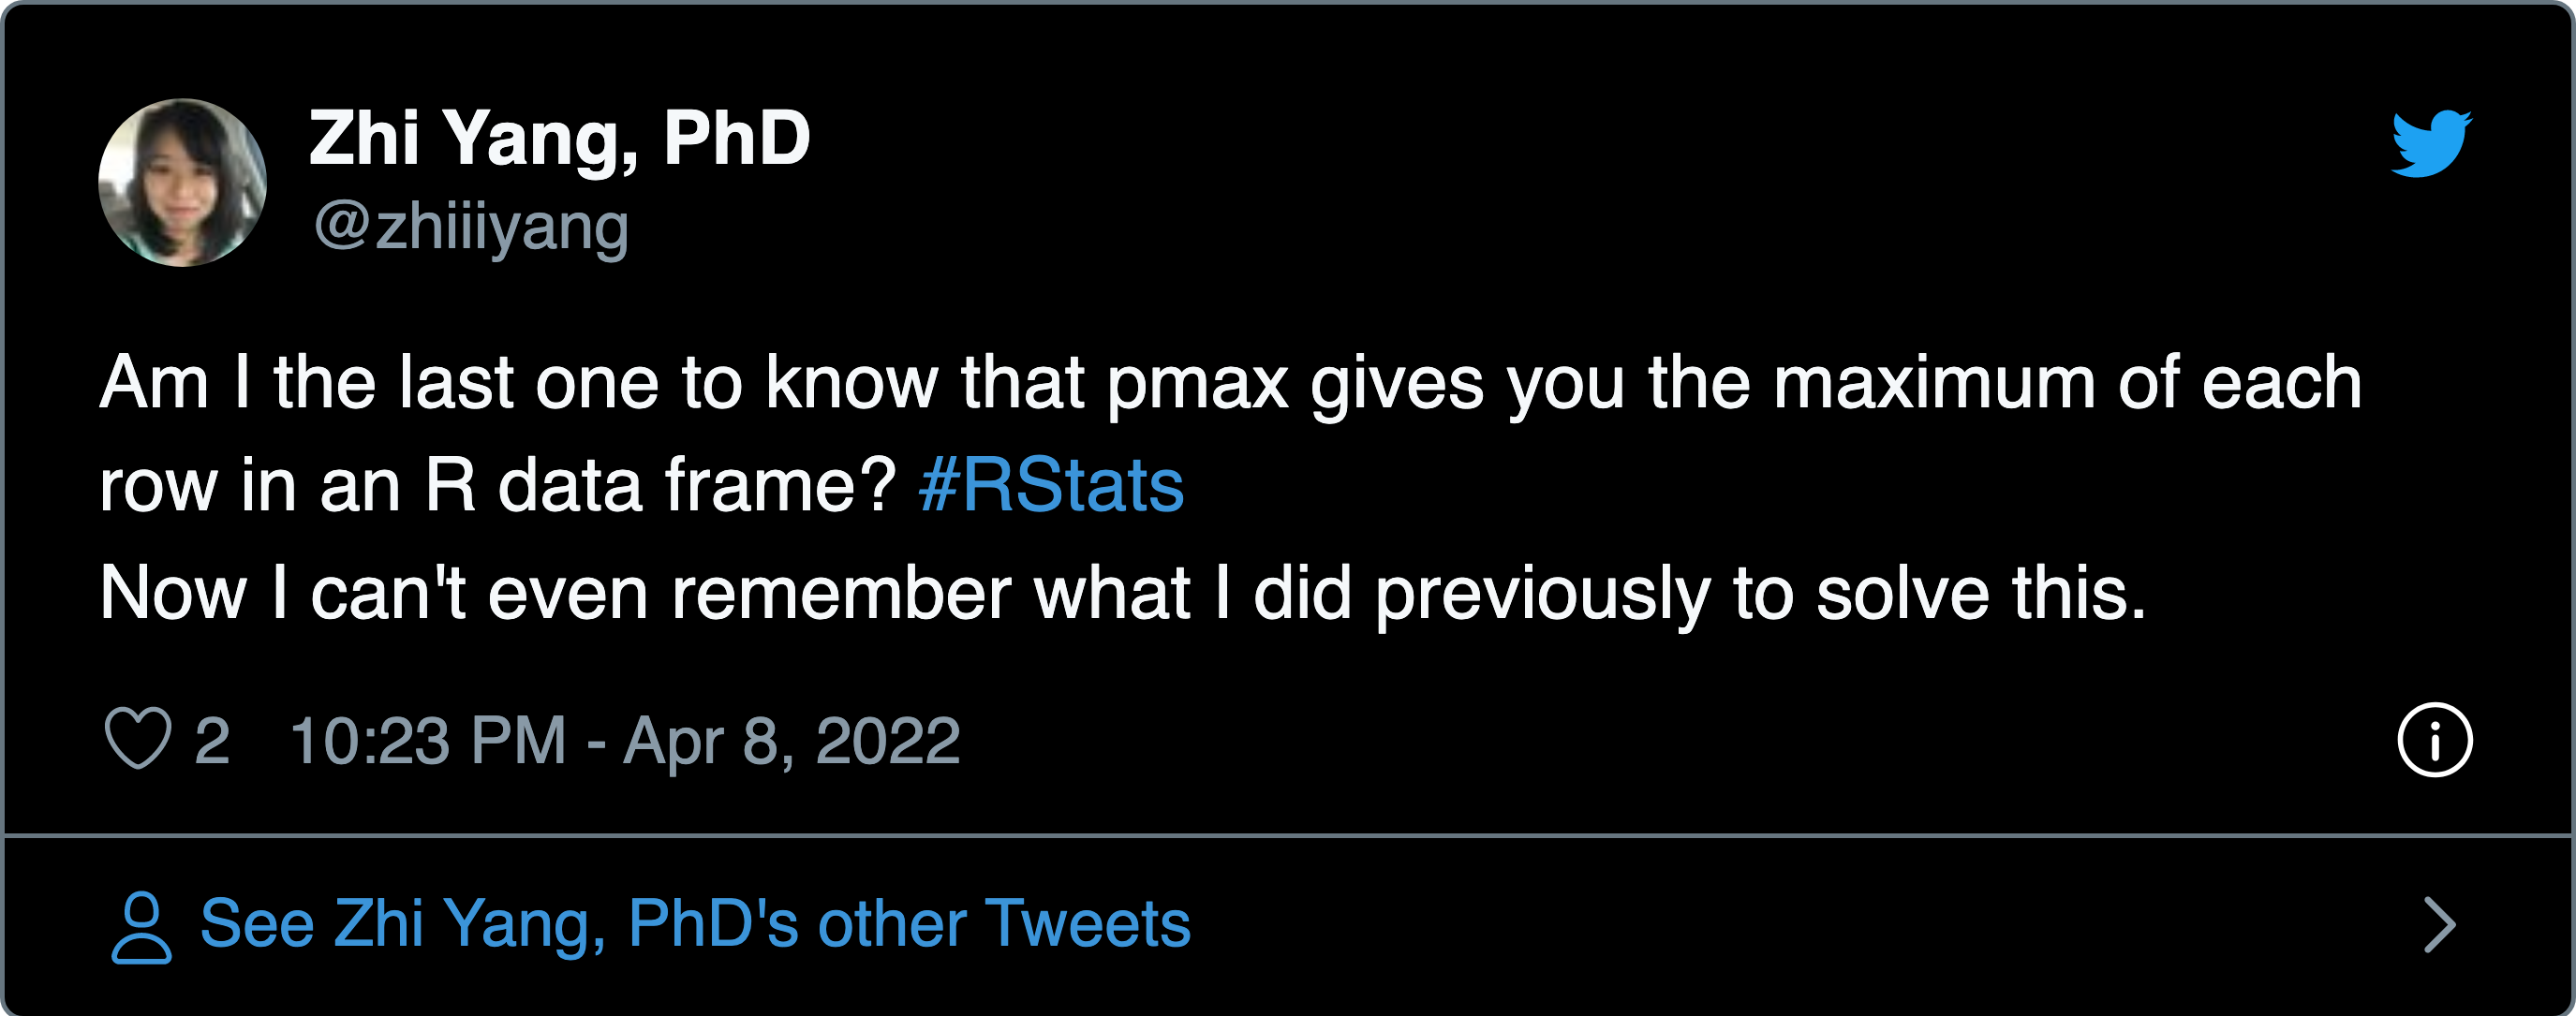 Zhi Yang, PhD
@zhiiiyang
Am I the last one to know that pmax gives you the maximum of each
row in an R data frame? #RStats
Now I can't even remember what I did previously to solve this.
2 10:23 PM - Apr 8, 2022
See Zhi Yang, PhD's other Tweets